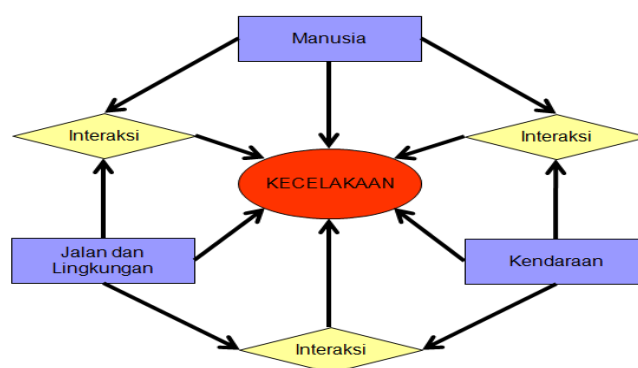 Manusia
Interaksi
Interaksi
KECELAKAAN
Jalan dan
Lingkungan
Kendaraan
Interaksi